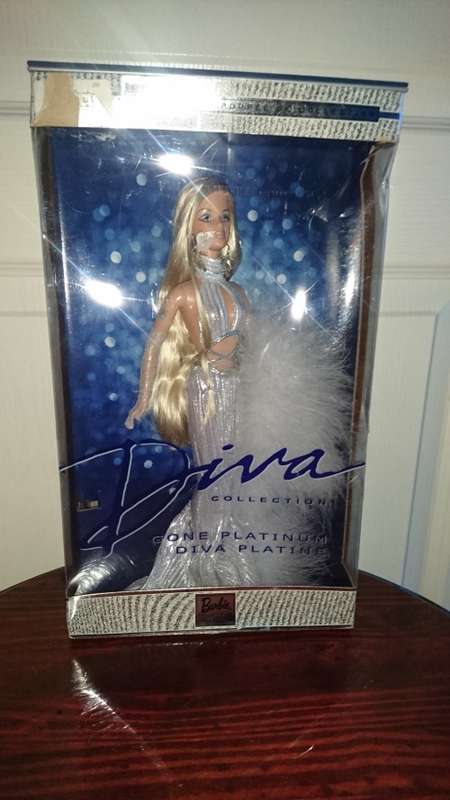 Diva
COLLECTION
GONE PLATINUM
DIVA PLATINE
Barbie